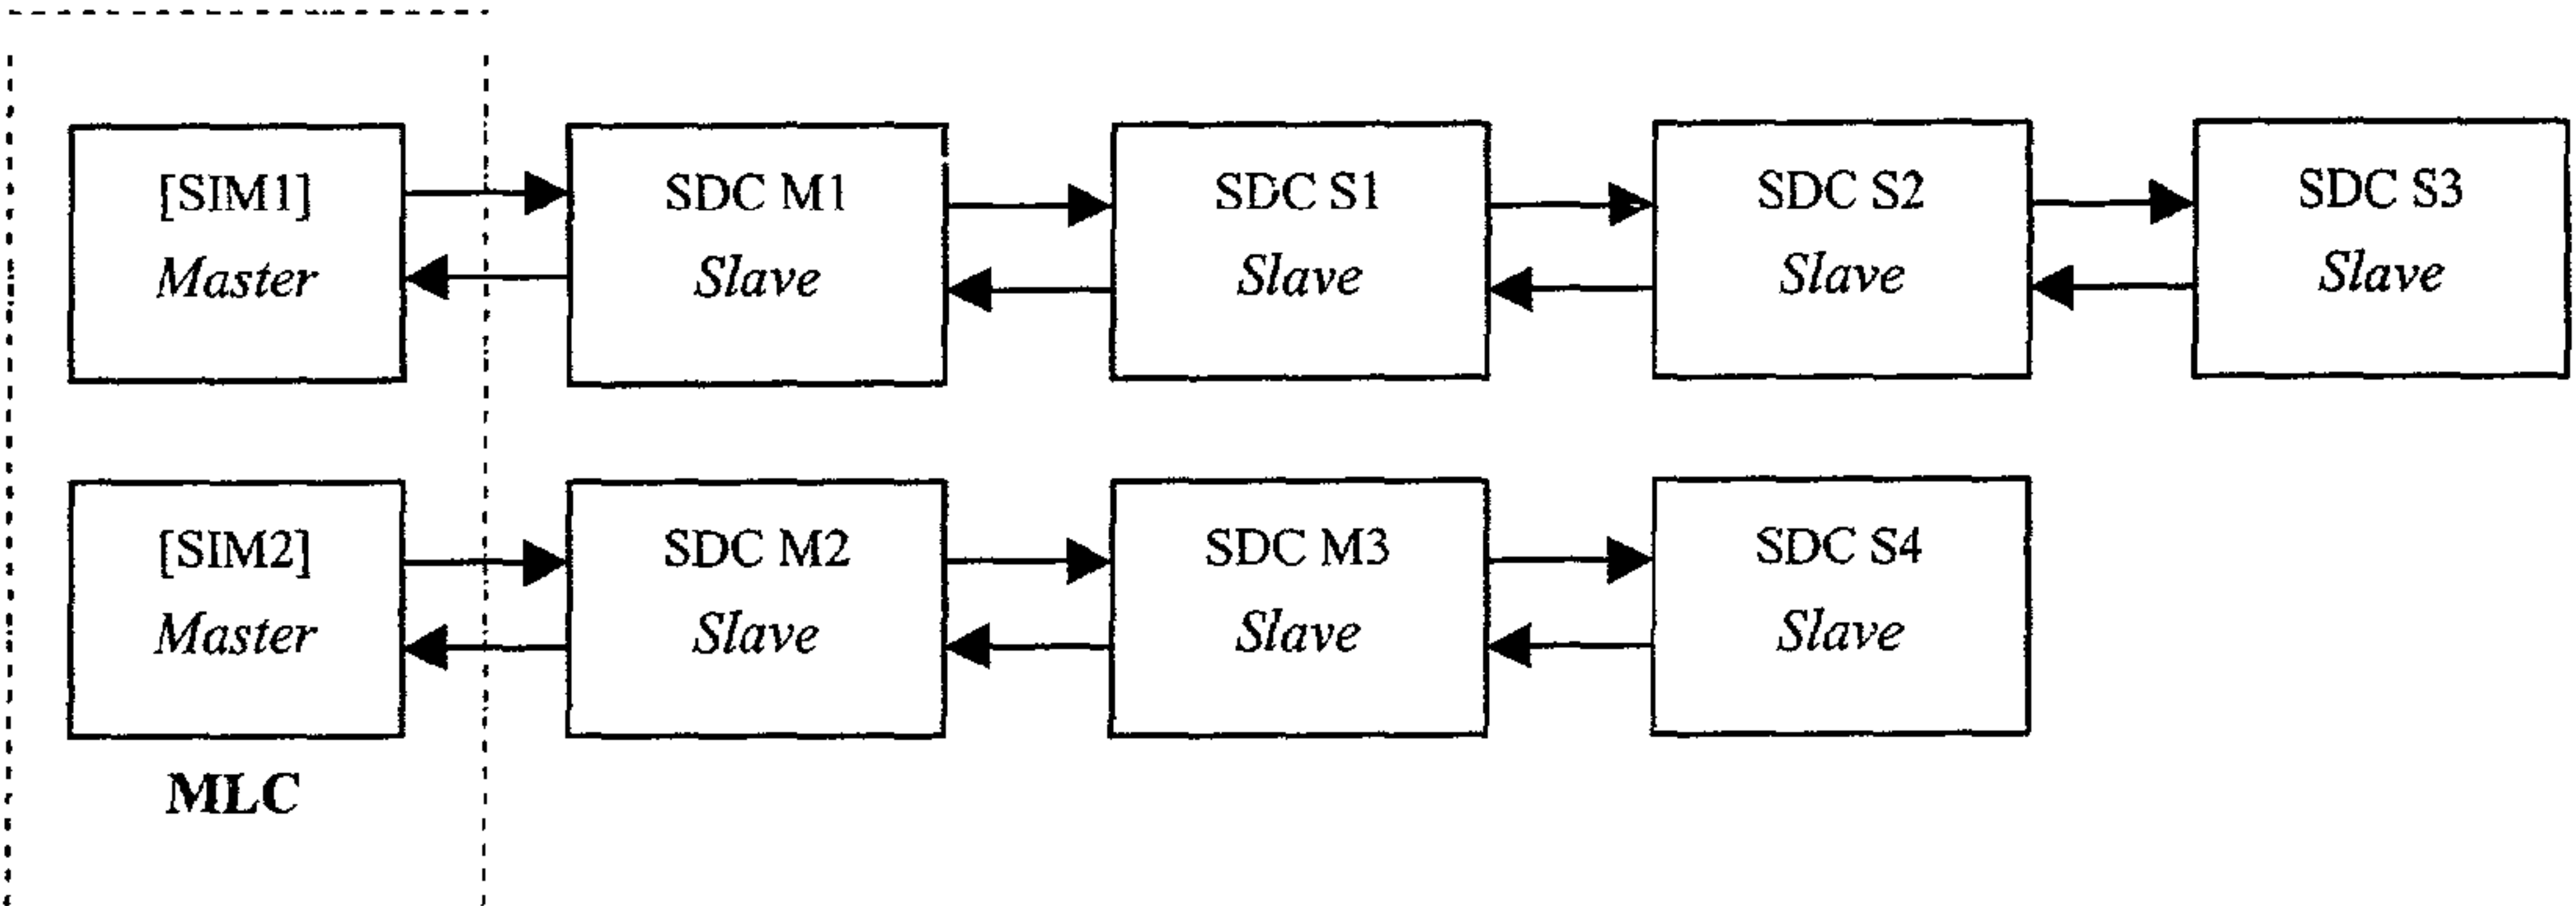 [SIM1]
Master
SDC M1
Slave
SDC S1
Slave
SDC S2
Slave
SDC S3
Slave
[SIM2]
Master
SDC M2
Slave
SDC M3
Slave
SDC S4
Slave
MLC